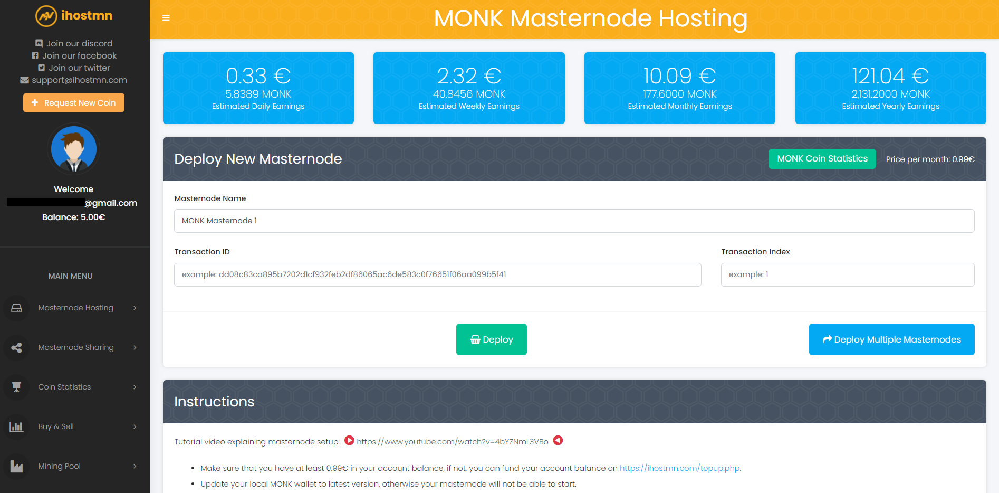 ihostmn
Join our discord
Join our facebook
Join our twitter
support@ihostmn.com
Request New Coin
Welcome
@gmail.com
Balance: 5.00€
MAIN MENU
Masternode Hosting
Masternode Sharing
Coin Statistics
Buy & Sell
Mining Pool
MONK Masternode Hosting
0.33 €
5.8389 MONK
Estimated Daily Earnings
2.32 €
40.8456 MONK
Estimated Weekly Earnings
10.09 €
177.6000 MONK
Estimated Monthly Earnings
121.04 €
2,131.2000 MONK
Estimated Yearly Earnings
Deploy New Masternode
MONK Coin Statistics
Price per month: 0.99€
Masternode Name
MONK Masternode 1
Transaction ID
Transaction Index
example: dd08c83ca895b7202d1cf932feb2df86065ac6de583c0f76651f06aa099b5f41
example: 1
Deploy
Deploy Multiple Masternodes
Instructions
Tutorial video explaining masternode setup: https://www.youtube.com/watch?v=4bYZNmL3VBo
Make sure that you have at least 0.99€ in your account balance, if not, you can fund your account balance on https://ihostmn.com/topup.php.
Update your local MONK wallet to latest version, otherwise your masternode will not be able to start.